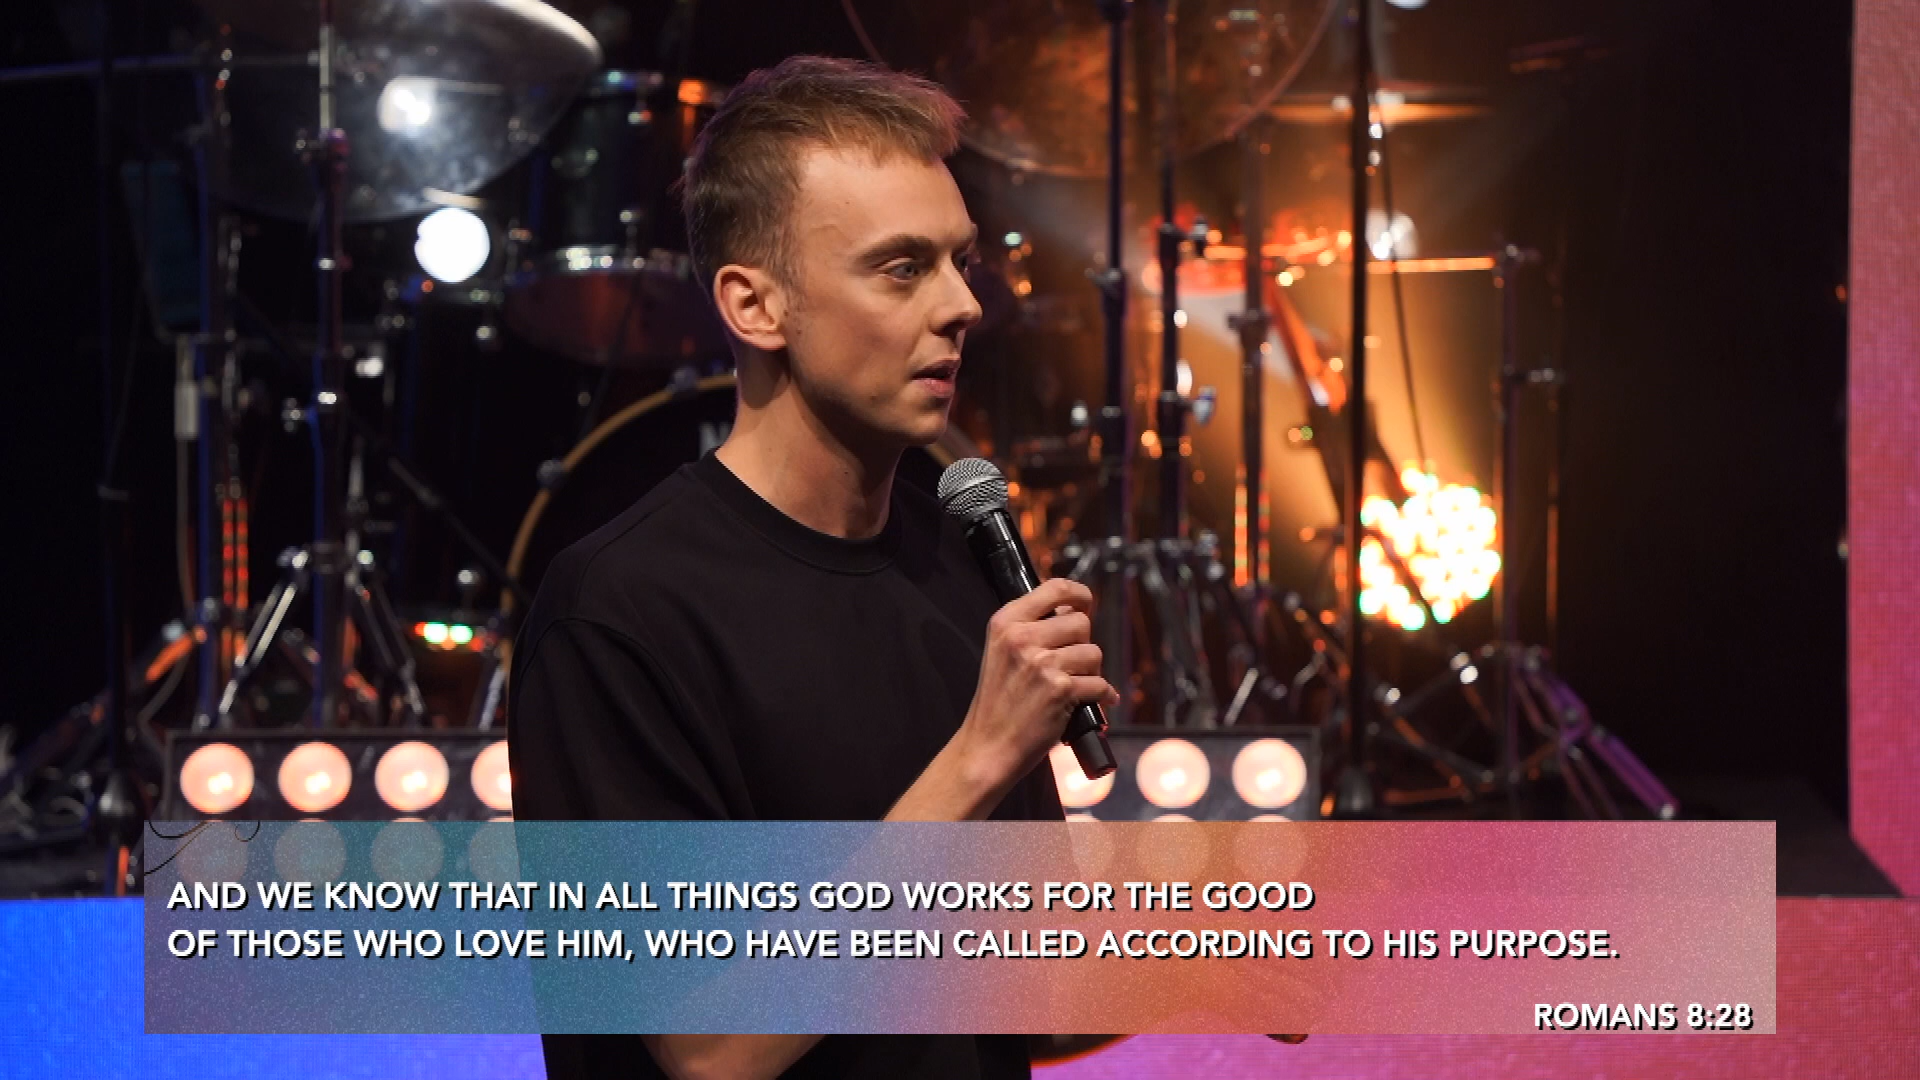 AND WE KNOW THAT IN ALL THINGS GOD WORKS FOR THE GOOD
OF THOSE WHO LOVE HIM, WHO HAVE BEEN CALLED ACCORDING TO HIS PURPOSE.
ROMANS 8:28